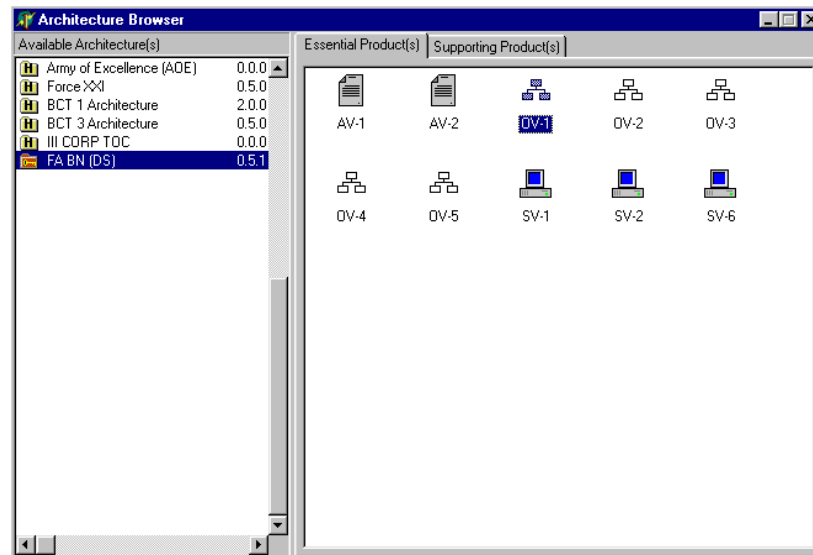 Architecture Browser
Available Architecture(s)
Army of Excellence (AOE) 0.0.0
Force XXI 0.5.0
BCT 1 Architecture 2.0.0
BCT 3 Architecture 0.5.0
III CORP TOC 0.0.0
FA BN (DS) 0.5.1
Essential Product(s) Supporting Product(s)
AV-1 AV-2 OV-1 OV-2 OV-3
OV-4 OV-5 SV-1 SV-2 SV-6